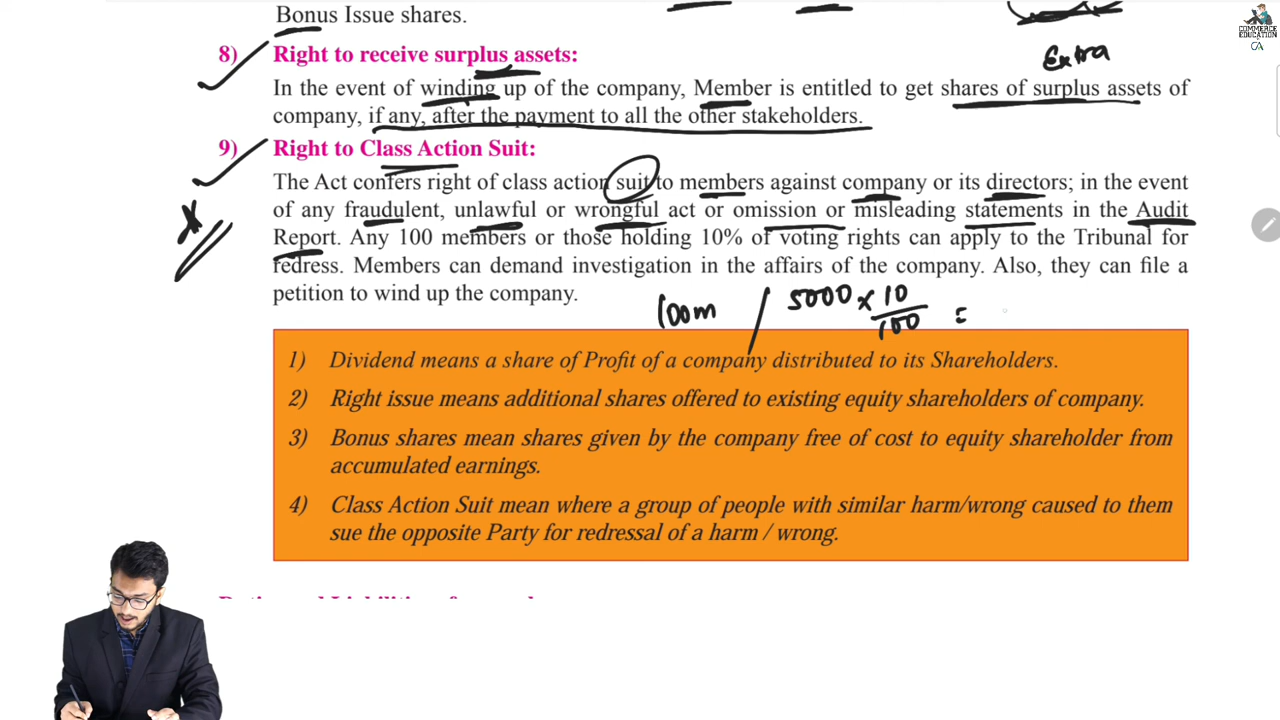 Bonus Issue shares.
COMMERCE
EDUCATION
CA
Extra
8) Right to receive surplus assets:
In the event of winding up of the company, Member is entitled to get shares of surplus assets of
company, if any, after the payment to all the other stakeholders.
9) Right to Class Action Suit:
The Act confers right of class action suit to members against company or its directors; in the event
of any fraudulent, unlawful or wrongful act or omission or misleading statements in the Audit
Report. Any 100 members or those holding 10% of voting rights can apply to the Tribunal for
redress. Members can demand investigation in the affairs of the company. Also, they can file a
petition to wind up the company.
100m / 5000 × 10/100 =
1) Dividend means a share of Profit of a company distributed to its Shareholders.
2) Right issue means additional shares offered to existing equity shareholders of company.
3) Bonus shares mean shares given by the company free of cost to equity shareholder from
accumulated earnings.
4) Class Action Suit mean where a group of people with similar harm/wrong caused to them
sue the opposite Party for redressal of a harm / wrong.